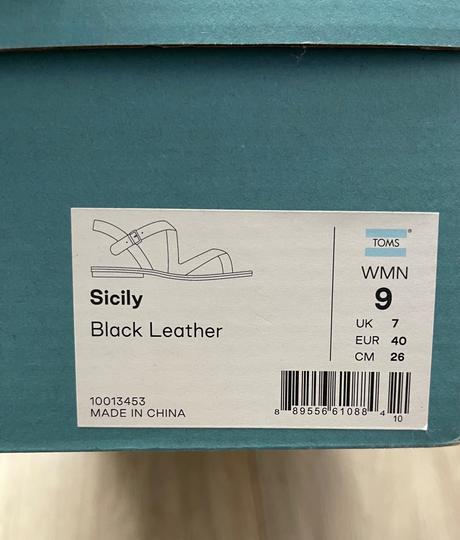 TOMS®
WMN
9
UK 7
EUR 40
CM 26
Sicily
Black Leather
10013453
MADE IN CHINA
8 89556 61088 4
10